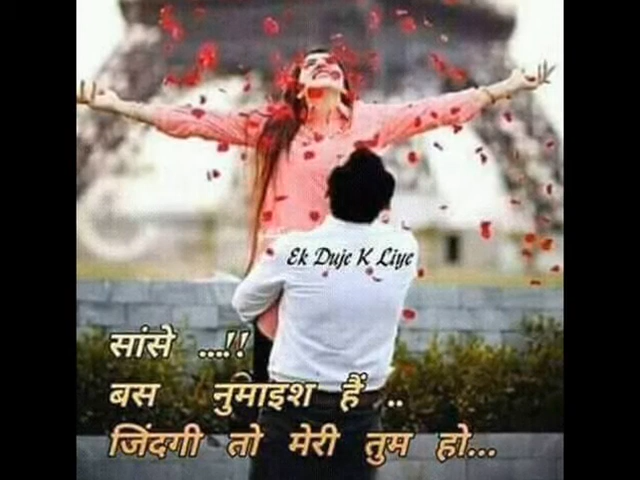 Ek Duje K Liye
सांसे ...!!
बस नुमाइश हैं ..
जिंदगी तो मेरी तुम हो...